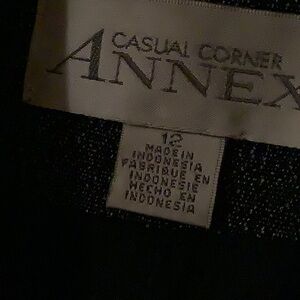 CASUAL CORNER
ANNEX
12
MADE IN
INDONESIA
FABRIQUE EN
INDONESIE
HECHO EN
INDONESIA